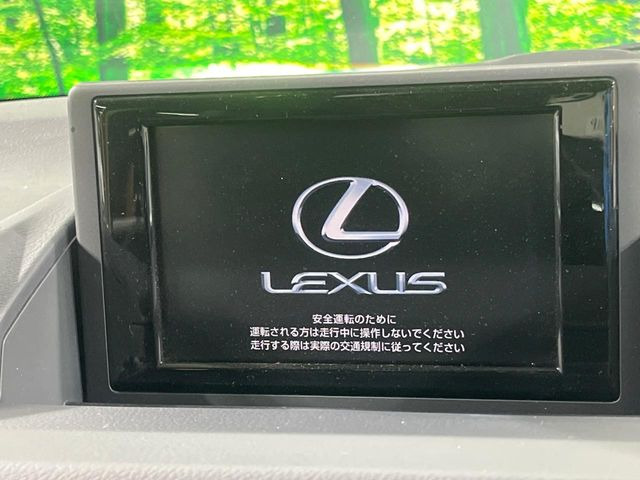 LEXUS
安全運転のために
運転される方は走行中に操作しないでください
走行する際は実際の交通規制に従ってください